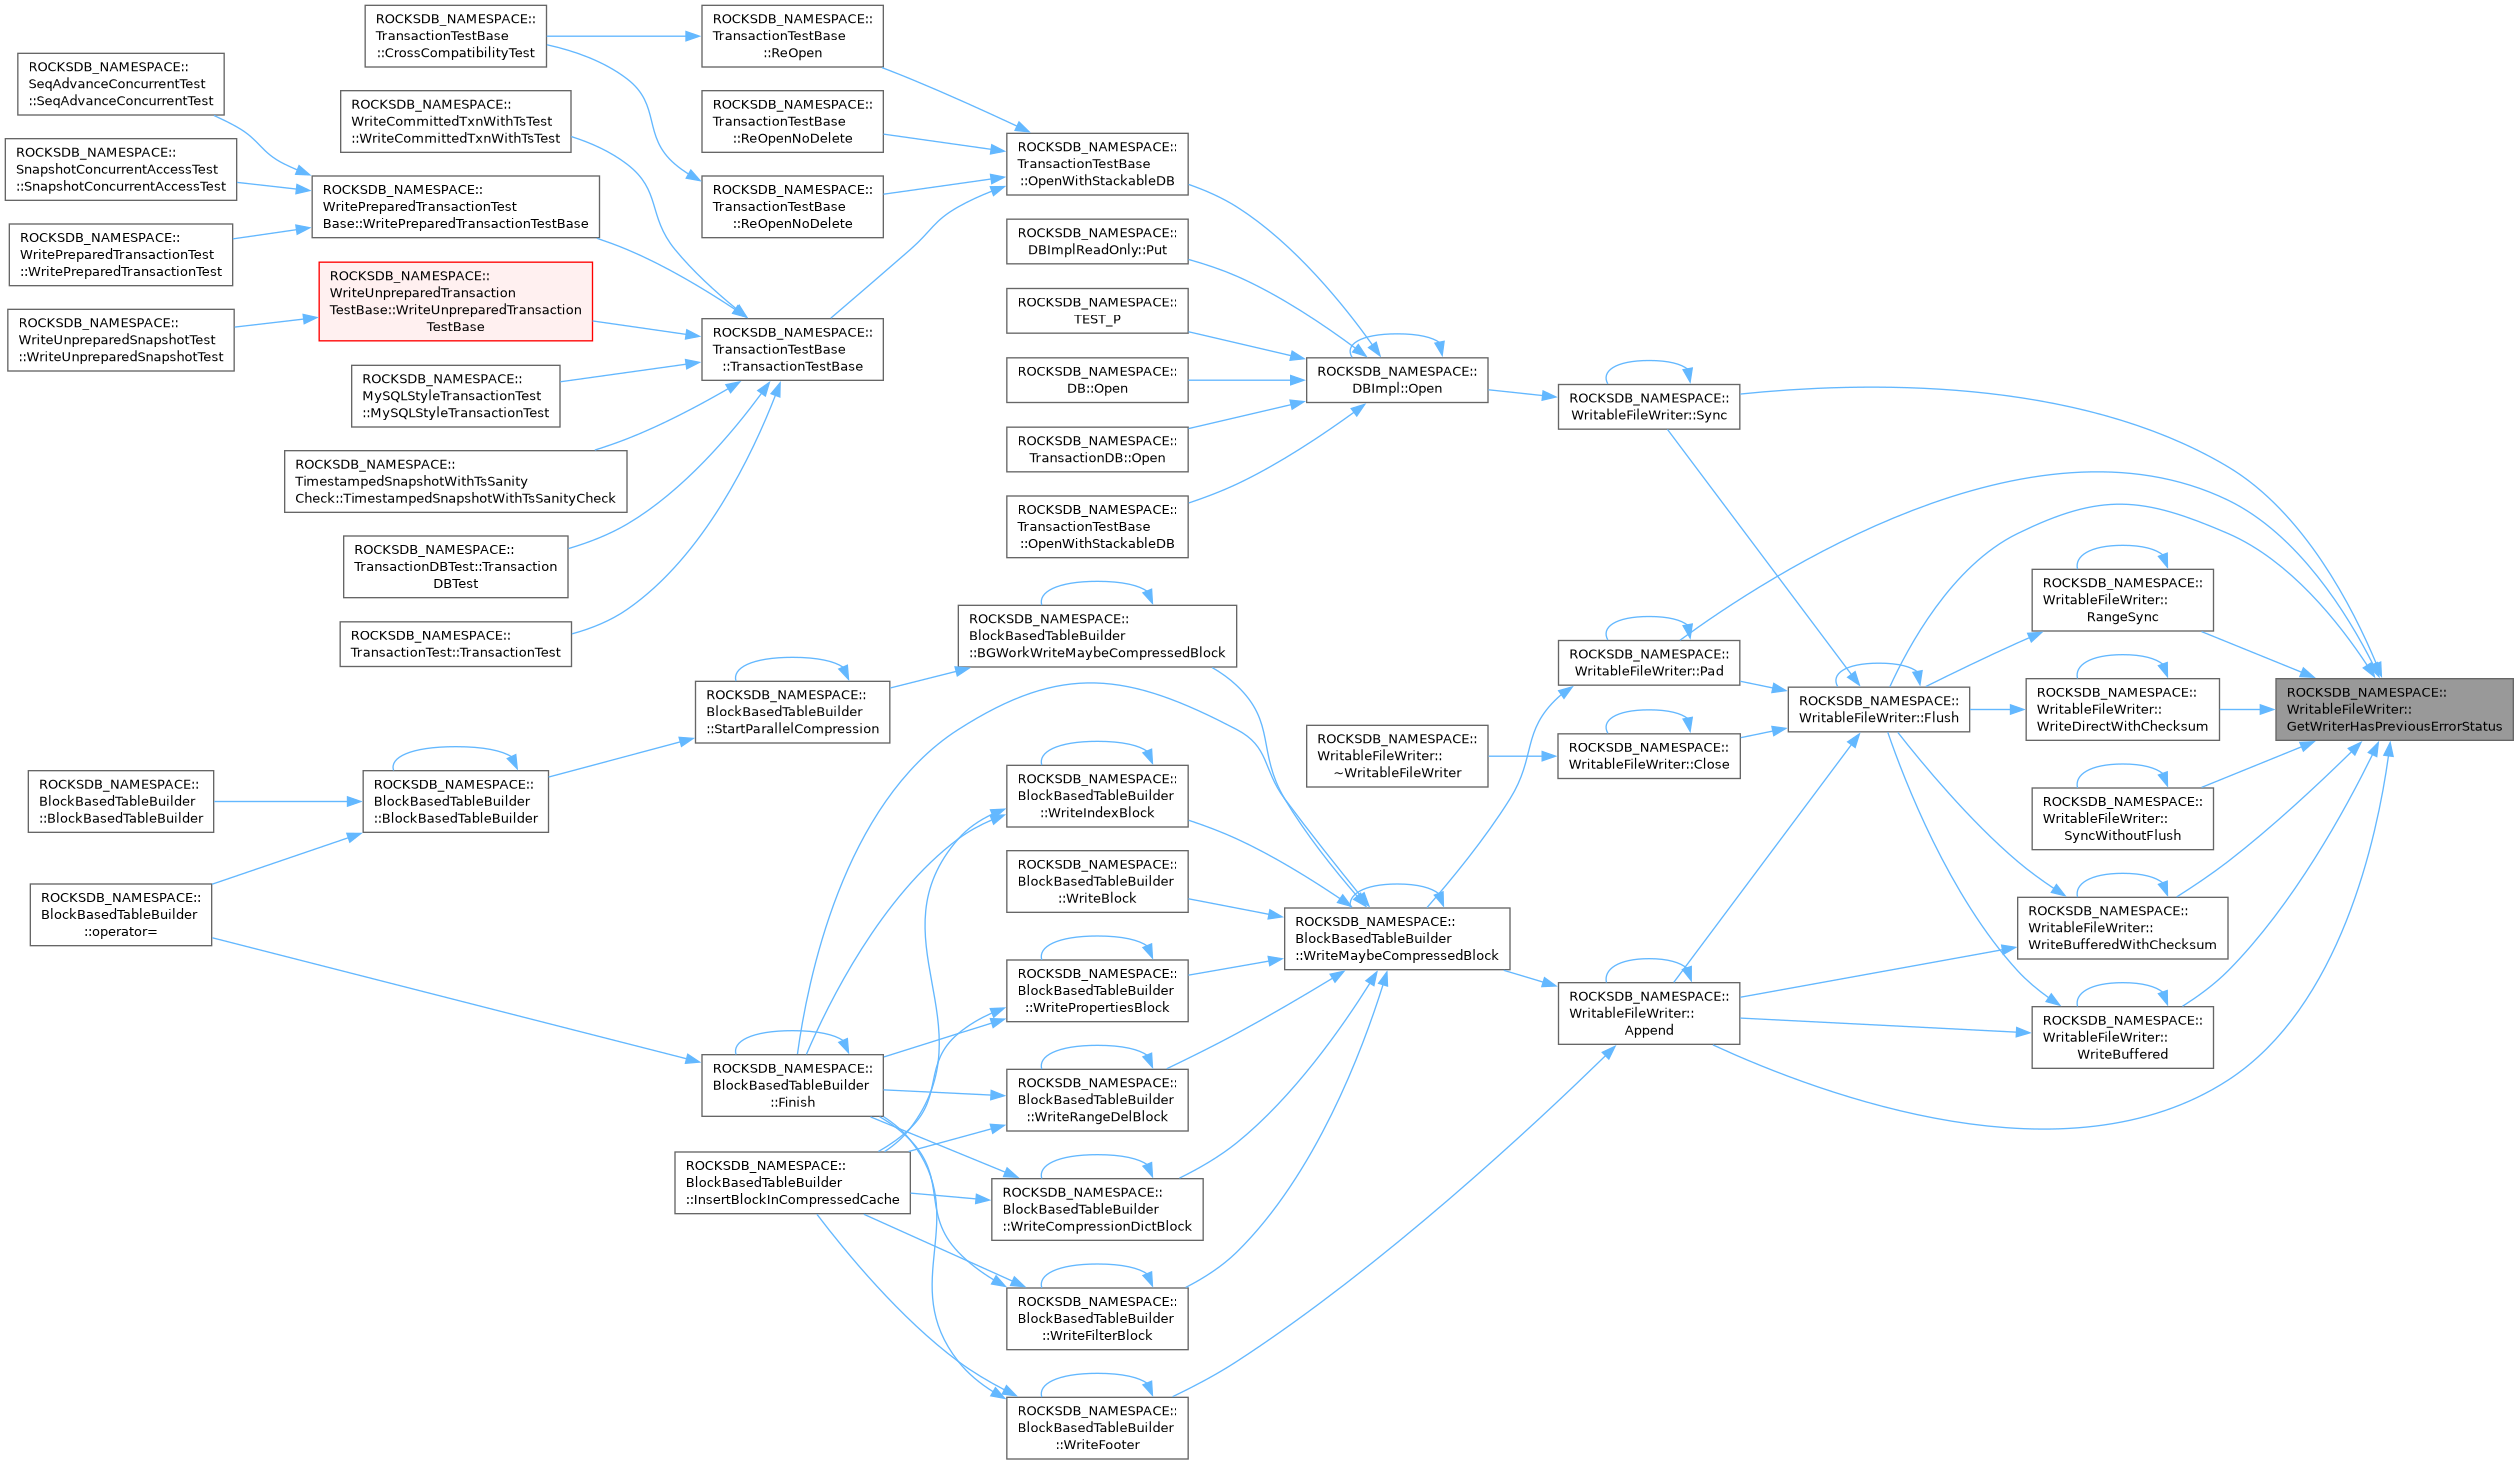 ROCKSDB_NAMESPACE::
TransactionTestBase
::CrossCompatibilityTest
ROCKSDB_NAMESPACE::
TransactionTestBase
::ReOpen
ROCKSDB_NAMESPACE::
SeqAdvanceConcurrentTest
::SeqAdvanceConcurrentTest
ROCKSDB_NAMESPACE::
WriteCommittedTxnWithTsTest
::WriteCommittedTxnWithTsTest
ROCKSDB_NAMESPACE::
TransactionTestBase
::ReOpenNoDelete
ROCKSDB_NAMESPACE::
TransactionTestBase
::OpenWithStackableDB
ROCKSDB_NAMESPACE::
SnapshotConcurrentAccessTest
::SnapshotConcurrentAccessTest
ROCKSDB_NAMESPACE::
WritePreparedTransactionTest
Base::WritePreparedTransactionTestBase
ROCKSDB_NAMESPACE::
TransactionTestBase
::ReOpenNoDelete
ROCKSDB_NAMESPACE::
DBImplReadOnly::Put
ROCKSDB_NAMESPACE::
WritePreparedTransactionTest
::WritePreparedTransactionTest
ROCKSDB_NAMESPACE::
WriteUnpreparedTransaction
TestBase::WriteUnpreparedTransaction
TestBase
ROCKSDB_NAMESPACE::
TEST_P
ROCKSDB_NAMESPACE::
WriteUnpreparedSnapshotTest
::WriteUnpreparedSnapshotTest
ROCKSDB_NAMESPACE::
TransactionTestBase
::TransactionTestBase
ROCKSDB_NAMESPACE::
DB::Open
ROCKSDB_NAMESPACE::
DBImpl::Open
ROCKSDB_NAMESPACE::
WritableFileWriter::Sync
ROCKSDB_NAMESPACE::
MySQLStyleTransactionTest
::MySQLStyleTransactionTest
ROCKSDB_NAMESPACE::
TransactionDB::Open
ROCKSDB_NAMESPACE::
TimestampedSnapshotWithTsSanity
Check::TimestampedSnapshotWithTsSanityCheck
ROCKSDB_NAMESPACE::
TransactionTestBase
::OpenWithStackableDB
ROCKSDB_NAMESPACE::
TransactionDBTest::Transaction
DBTest
ROCKSDB_NAMESPACE::
TransactionTest::TransactionTest
ROCKSDB_NAMESPACE::
BlockBasedTableBuilder
::BGWorkWriteMaybeCompressedBlock
ROCKSDB_NAMESPACE::
WritableFileWriter::
RangeSync
ROCKSDB_NAMESPACE::
WritableFileWriter::Pad
ROCKSDB_NAMESPACE::
BlockBasedTableBuilder
::StartParallelCompression
ROCKSDB_NAMESPACE::
WritableFileWriter::Flush
ROCKSDB_NAMESPACE::
WritableFileWriter::
WriteDirectWithChecksum
ROCKSDB_NAMESPACE::
WritableFileWriter::
GetWriterHasPreviousErrorStatus
ROCKSDB_NAMESPACE::
WritableFileWriter::
~WritableFileWriter
ROCKSDB_NAMESPACE::
WritableFileWriter::Close
ROCKSDB_NAMESPACE::
BlockBasedTableBuilder
::BlockBasedTableBuilder
ROCKSDB_NAMESPACE::
BlockBasedTableBuilder
::BlockBasedTableBuilder
ROCKSDB_NAMESPACE::
BlockBasedTableBuilder
::WriteIndexBlock
ROCKSDB_NAMESPACE::
WritableFileWriter::
SyncWithoutFlush
ROCKSDB_NAMESPACE::
BlockBasedTableBuilder
::WriteBlock
ROCKSDB_NAMESPACE::
BlockBasedTableBuilder
::operator=
ROCKSDB_NAMESPACE::
BlockBasedTableBuilder
::WriteMaybeCompressedBlock
ROCKSDB_NAMESPACE::
WritableFileWriter::
WriteBufferedWithChecksum
ROCKSDB_NAMESPACE::
BlockBasedTableBuilder
::WritePropertiesBlock
ROCKSDB_NAMESPACE::
WritableFileWriter::
Append
ROCKSDB_NAMESPACE::
WritableFileWriter::
WriteBuffered
ROCKSDB_NAMESPACE::
BlockBasedTableBuilder
::Finish
ROCKSDB_NAMESPACE::
BlockBasedTableBuilder
::WriteRangeDelBlock
ROCKSDB_NAMESPACE::
BlockBasedTableBuilder
::InsertBlockInCompressedCache
ROCKSDB_NAMESPACE::
BlockBasedTableBuilder
::WriteCompressionDictBlock
ROCKSDB_NAMESPACE::
BlockBasedTableBuilder
::WriteFilterBlock
ROCKSDB_NAMESPACE::
BlockBasedTableBuilder
::WriteFooter